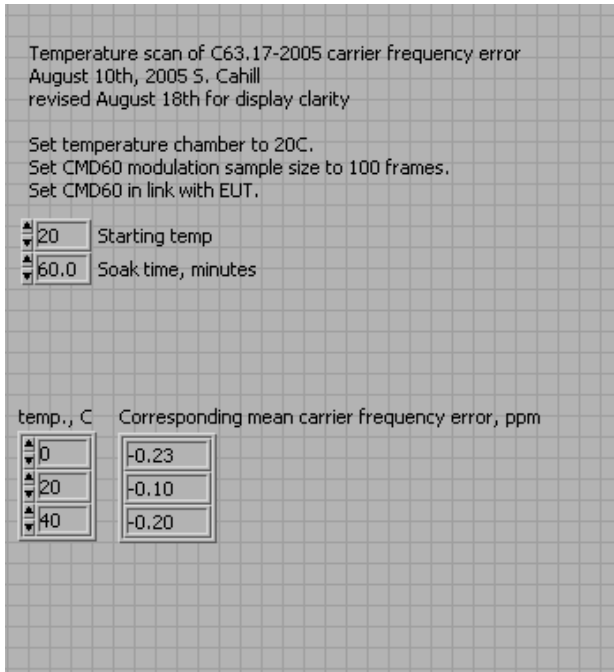 Temperature scan of C63.17-2005 carrier frequency error
August 10th, 2005 S. Cahill
revised August 18th for display clarity
Set temperature chamber to 20C.
Set CMD60 modulation sample size to 100 frames.
Set CMD60 in link with EUT.
20 Starting temp
60.0 Soak time, minutes
temp., C Corresponding mean carrier frequency error, ppm
0 -0.23
20 -0.10
40 -0.20